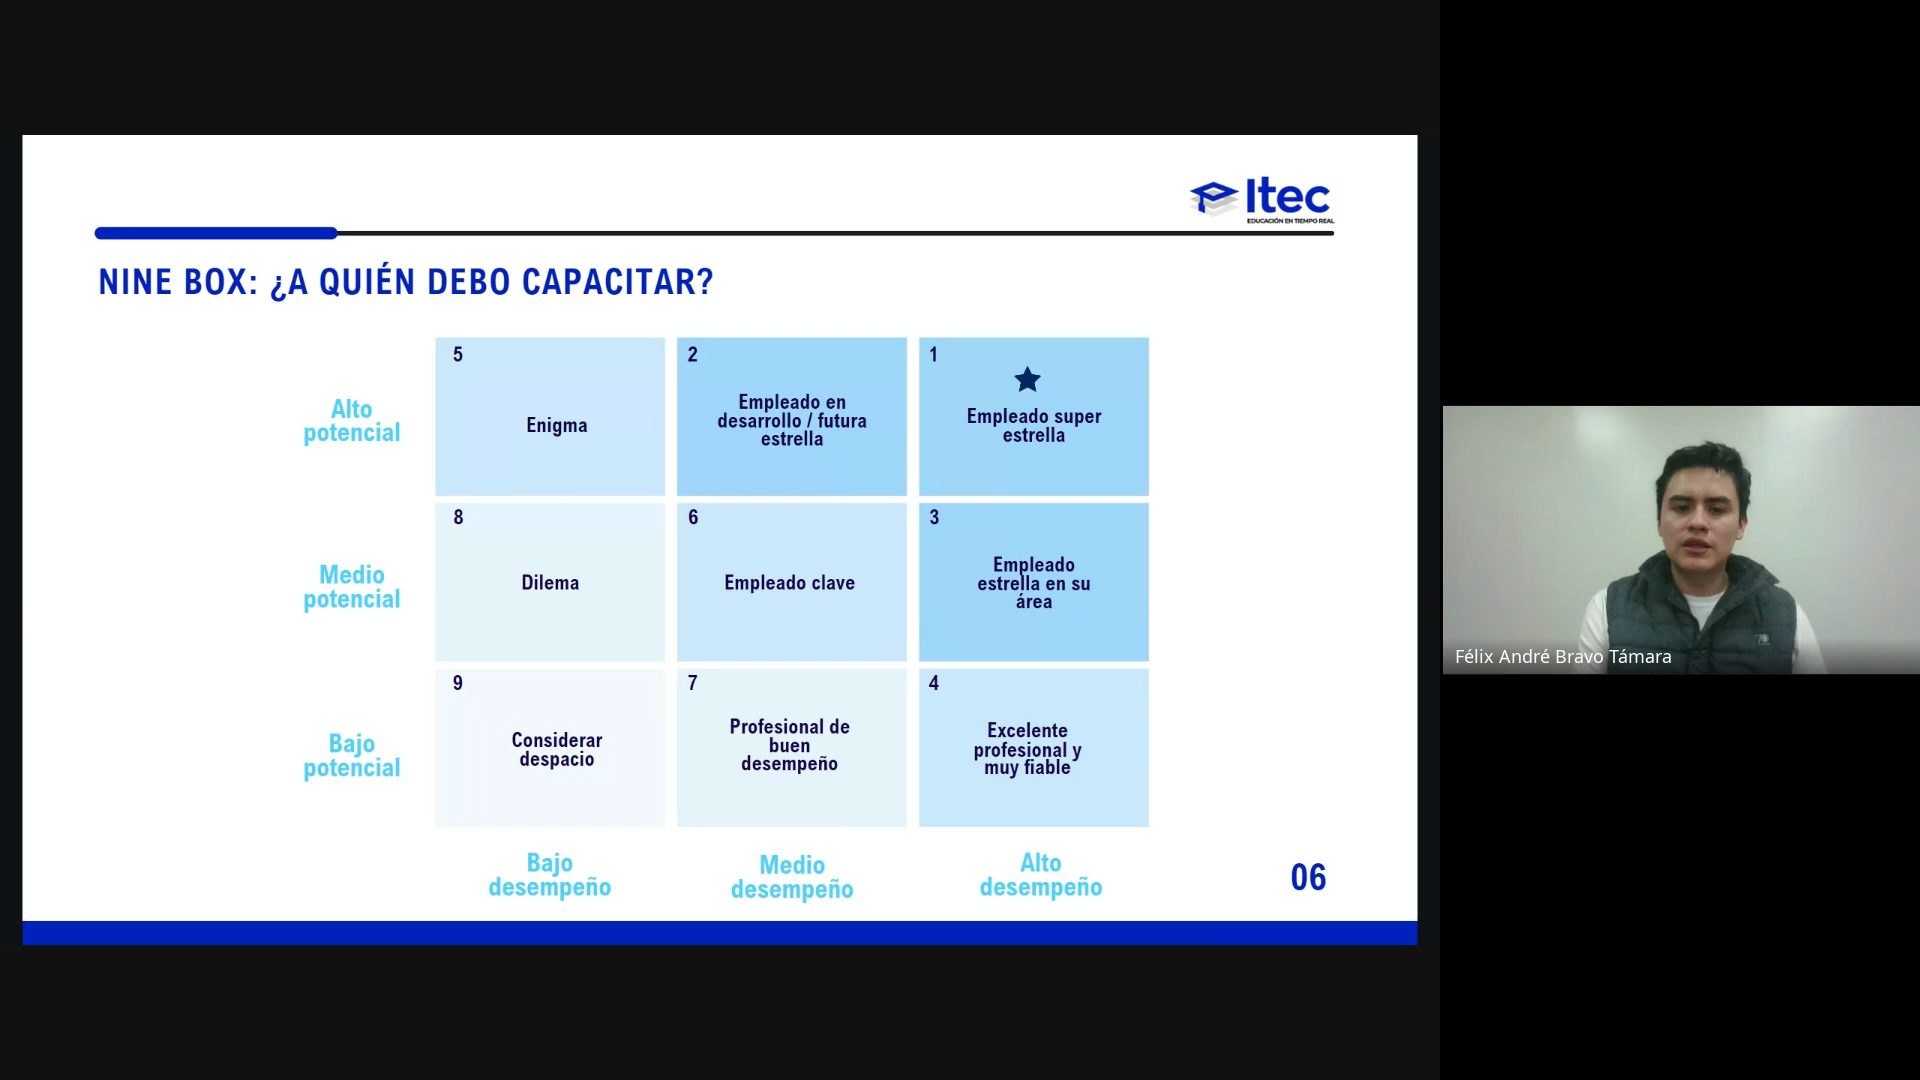 Itec
EDUCACIÓN EN TIEMPO REAL
NINE BOX: ¿A QUIÉN DEBO CAPACITAR?
Alto
potencial
5
Enigma
2
Empleado en
desarrollo / futura
estrella
1
Empleado super
estrella
Medio
potencial
8
Dilema
6
Empleado clave
3
Empleado
estrella en su
área
Bajo
potencial
9
Considerar
despacio
7
Profesional de
buen
desempeño
4
Excelente
profesional y
muy fiable
Bajo
desempeño
Medio
desempeño
Alto
desempeño
06
Félix André Bravo Támara